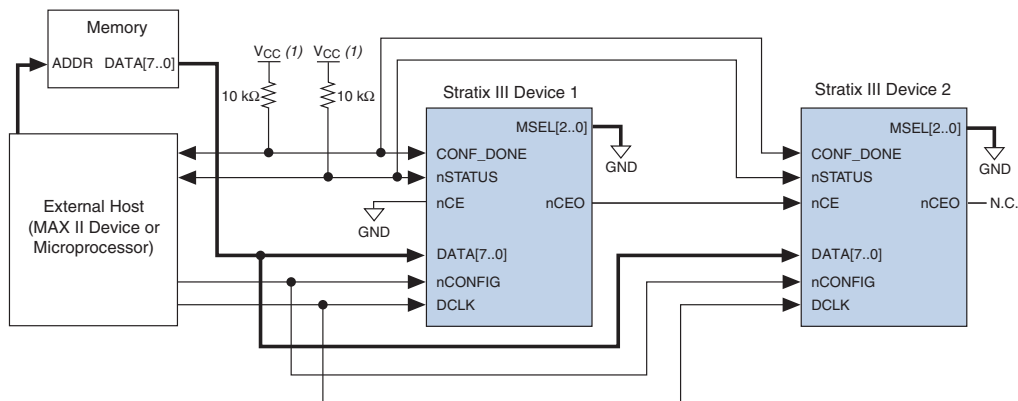 Memory
ADDR DATA[7..0]
VCC (1)
VCC (1)
10 kΩ
10 kΩ
External Host
(MAX II Device or
Microprocessor)
Stratix III Device 1
MSEL[2..0]
GND
CONF_DONE
nSTATUS
nCE
nCEO
GND
DATA[7..0]
nCONFIG
DCLK
Stratix III Device 2
MSEL[2..0]
GND
CONF_DONE
nSTATUS
nCE
nCEO
N.C.
DATA[7..0]
nCONFIG
DCLK